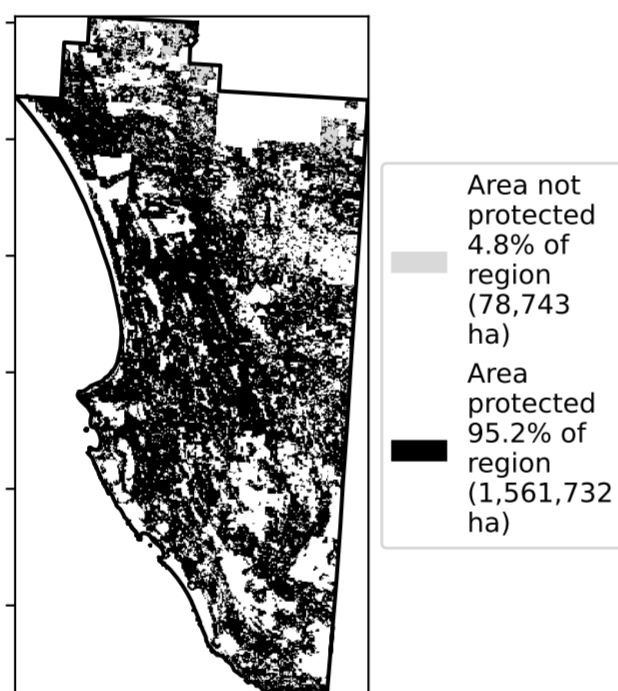 Area not
protected
4.8% of
region
(78,743
ha)
Area
protected
95.2% of
region
(1,561,732
ha)